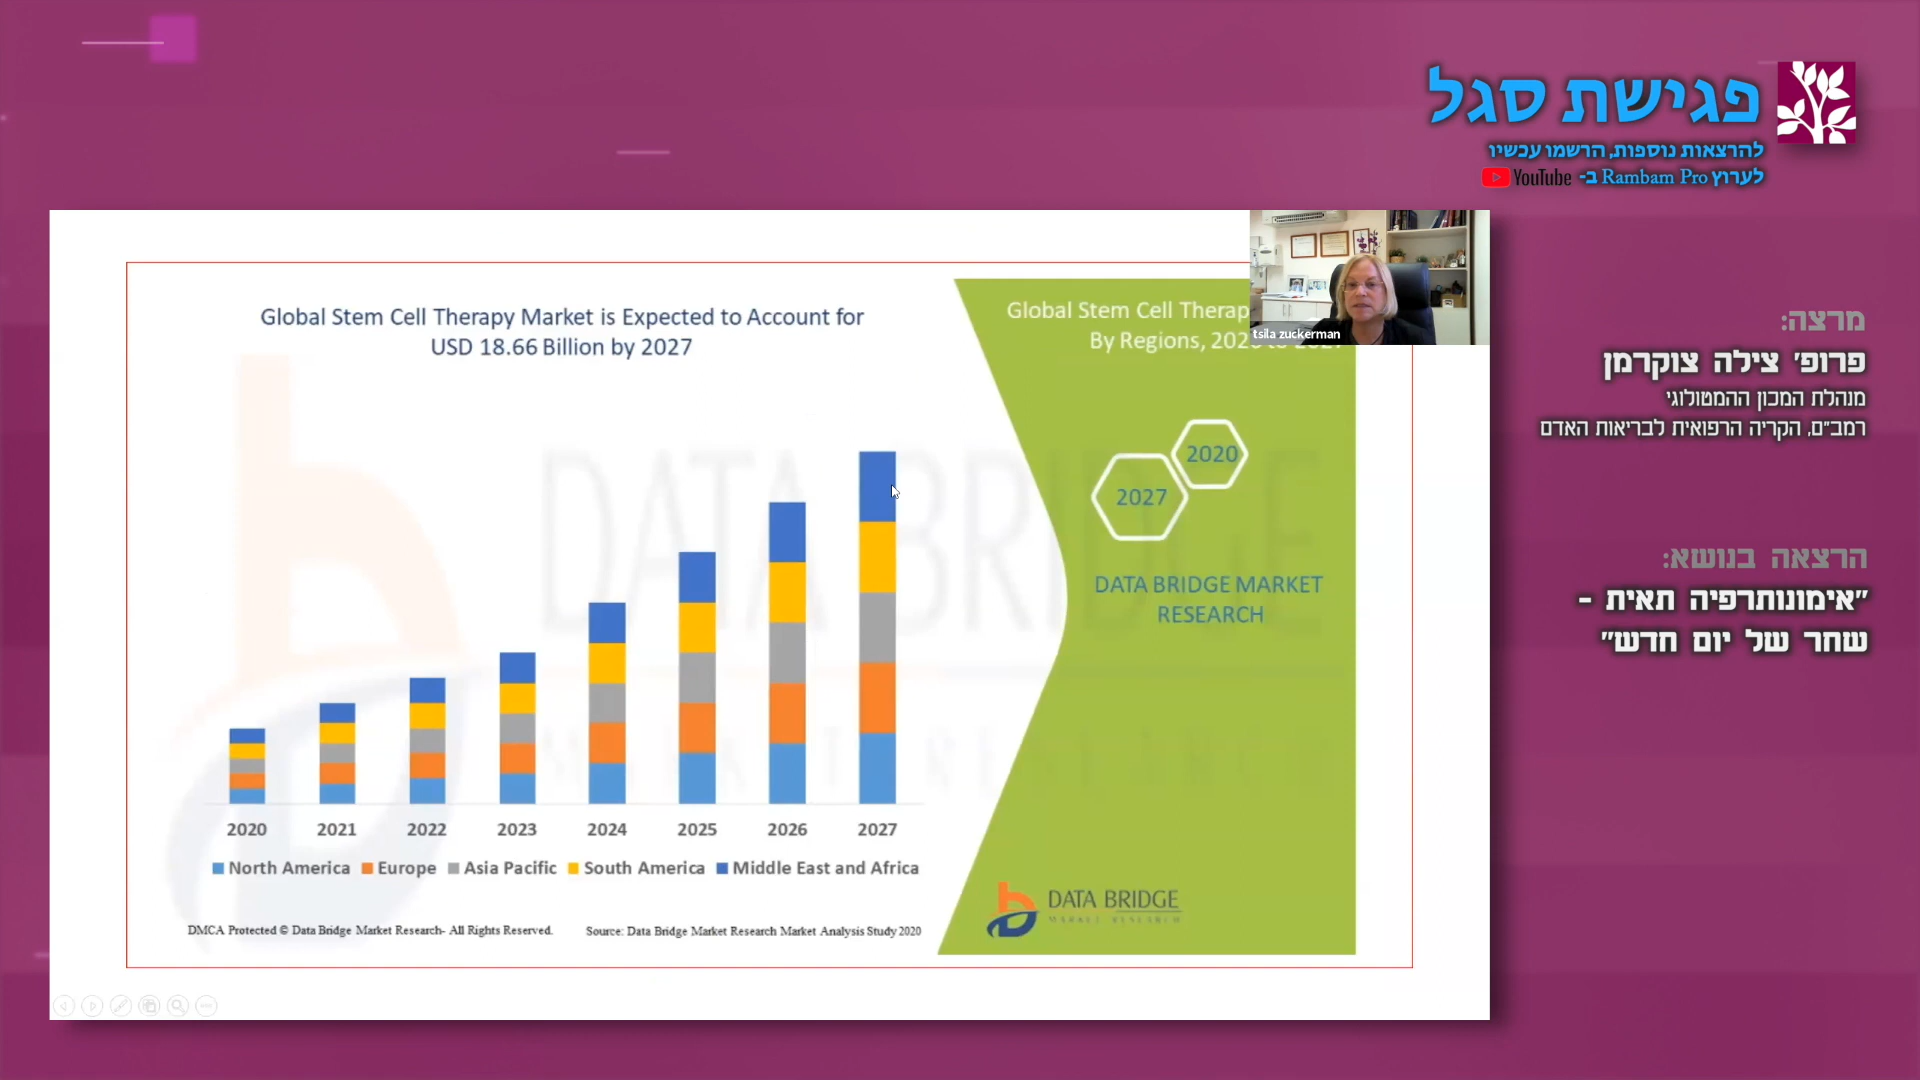 פגישת סגל
להרצאות נוספות, הרשמו עכשיו
לערוץ Rambam Pro ב- YouTube
מרצה:
פרופ' צילה צוקרמן
מנהלת המכון ההמטולוגי
רמב"ם, הקריה הרפואית לבריאות האדם
הרצאה בנושא:
"אימונותרפיה תאית -
שחר של יום חדש"
tsila zuckerman
Global Stem Cell Therapy Market is Expected to Account for
USD 18.66 Billion by 2027
2020 2021 2022 2023 2024 2025 2026 2027
North America Europe Asia Pacific South America Middle East and Africa
DMCA Protected © Data Bridge Market Research- All Rights Reserved. Source: Data Bridge Market Research Market Analysis Study 2020
Global Stem Cell Therap
By Regions, 202
2020
2027
DATA BRIDGE MARKET
RESEARCH
DATA BRIDGE
MARKET RESEARCH
DATA BRIDGE